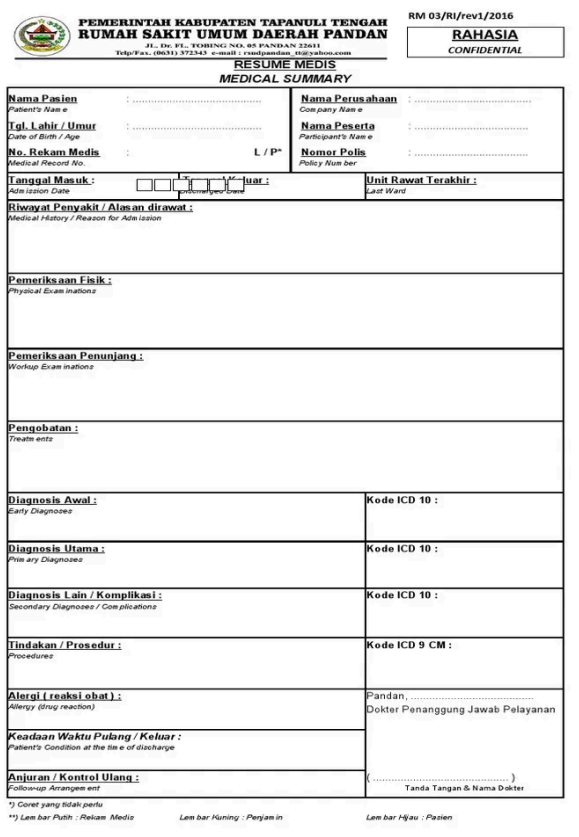 RM 03/RI/rev1/2016
PEMERINTAH KABUPATEN TAPANULI TENGAH
RUMAH SAKIT UMUM DAERAH PANDAN
JL. Dr. FL. TOBING NO. 05 PANDAN 22611
Telp/Fax. (0631) 372343 e-mail : rsudpandan_tt@yahoo.com
RAHASIA
CONFIDENTIAL
RESUME MEDIS
MEDICAL SUMMARY
Nama Pasien : ....................................... Nama Perusahaan : ....................................
Patient's Name Company Name
Tgl. Lahir / Umur : ....................................... Nama Peserta : ....................................
Date of Birth / Age Participant's Name
No. Rekam Medis : L / P* Nomor Polis : ....................................
Medical Record No. Policy Number
Tanggal Masuk : Keluar : Unit Rawat Terakhir :
Admission Date Discharged Date Last Ward
Riwayat Penyakit / Alasan dirawat :
Medical History / Reason for Admission
Pemeriksaan Fisik :
Physical Examinations
Pemeriksaan Penunjang :
Workup Examinations
Pengobatan :
Treatments
Diagnosis Awal : Kode ICD 10 :
Early Diagnoses
Diagnosis Utama : Kode ICD 10 :
Primary Diagnoses
Diagnosis Lain / Komplikasi : Kode ICD 10 :
Secondary Diagnoses / Complications
Tindakan / Prosedur : Kode ICD 9 CM :
Procedures
Alergi ( reaksi obat ) : Pandan, .....................................
Allergy (drug reaction) Dokter Penanggung Jawab Pelayanan
Keadaan Waktu Pulang / Keluar :
Patient's Condition at the time of discharge
Anjuran / Kontrol Ulang : ( ......................................... )
Follow-up Arrangement Tanda Tangan & Nama Dokter
*) Coret yang tidak perlu
**) Lembar Putih : Rekam Medis Lembar Kuning : Penjamin Lembar Hijau : Pasien